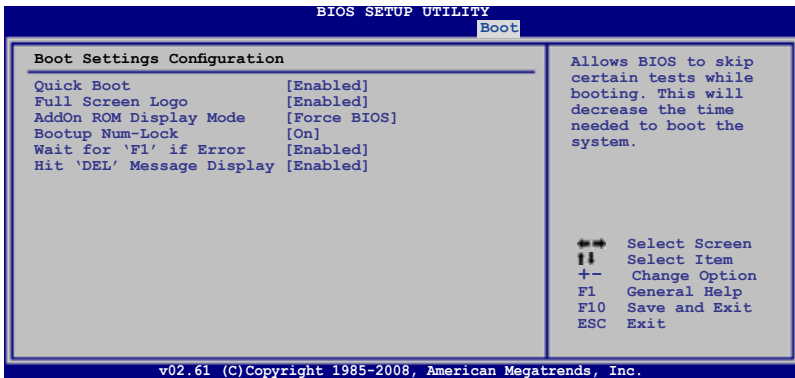 BIOS SETUP UTILITY
Boot
Boot Settings Configuration
Quick Boot [Enabled]
Full Screen Logo [Enabled]
AddOn ROM Display Mode [Force BIOS]
Bootup Num-Lock [On]
Wait for ‘F1’ if Error [Enabled]
Hit ‘DEL’ Message Display [Enabled]
Allows BIOS to skip
certain tests while
booting. This will
decrease the time
needed to boot the
system.
←→ Select Screen
↑↓ Select Item
+- Change Option
F1 General Help
F10 Save and Exit
ESC Exit
v02.61 (C)Copyright 1985-2008, American Megatrends, Inc.